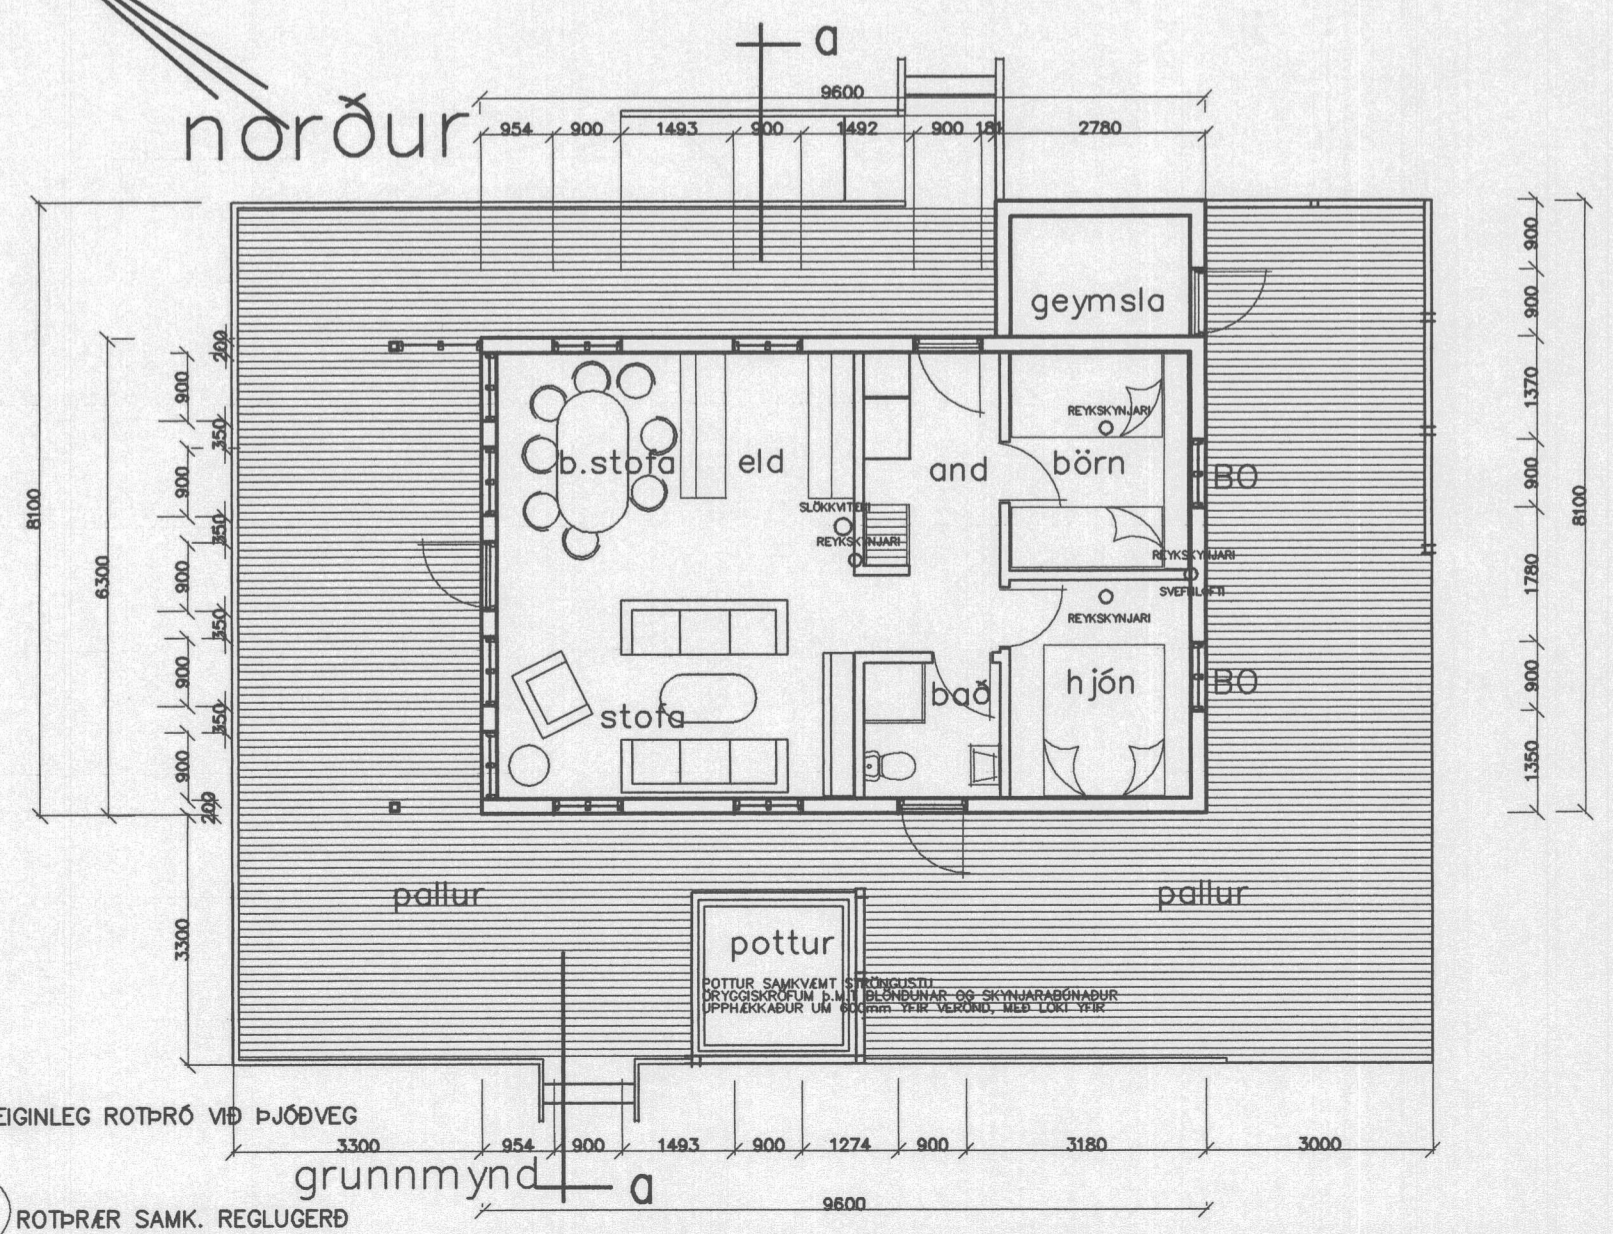 a
norður
9600
954 900 1493 900 1492 900 181 2780
geymsla
8100
6300
200
900
350
900
350
900
350
900
350
900
200
3300
900
900
1370
900
1780
900
1350
8100
REYKSKYNJARI
b.stofa eld and börn BO
SLÖKKVITÆKI
REYKSKYNJARI
REYKSKYNJARI
SVEFNLOFTI
REYKSKYNJARI
stofa bað hjón BO
pallur pallur
pottur
POTTUR SAMKVÆMT STRÖNGUSTU
ÖRYGGISKRÖFUM Þ.M.T BLÖNDUNAR OG SKYNJARABÚNAÐUR
UPPHÆKKAÐUR UM 600mm YFIR VERÖND, MEÐ LOKI YFIR
EIGINLEG ROTÞRÓ VIÐ ÞJÓÐVEG
3300 954 900 1493 900 1274 900 3180 3000
grunnmynd a
9600
ROTÞRÆR SAMK. REGLUGERÐ